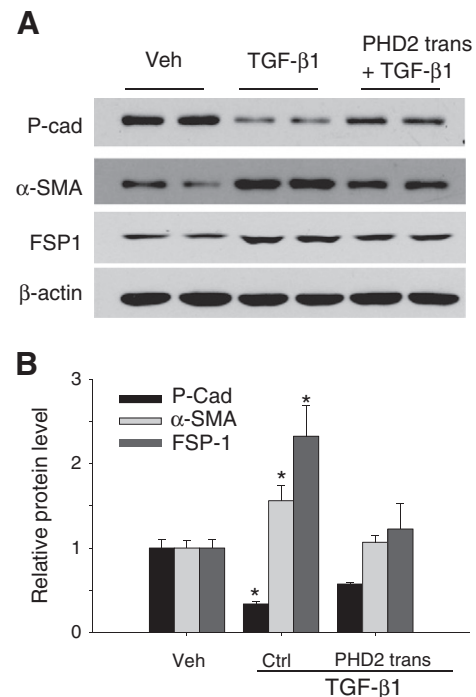 A
Veh
TGF-β1
PHD2 trans
+ TGF-β1
P-cad
α-SMA
FSP1
β-actin
B
P-Cad
α-SMA
FSP-1
Relative protein level
3
2
1
0
*
*
*
Veh
Ctrl
PHD2 trans
TGF-β1